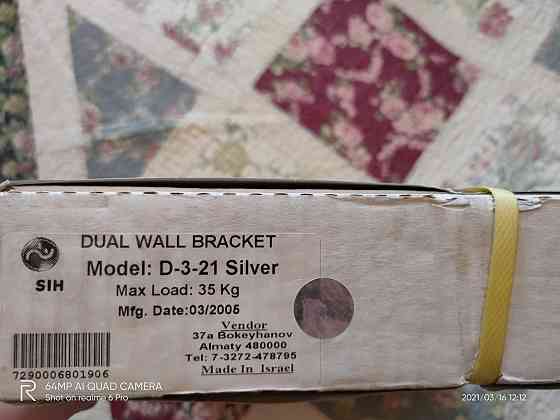 DUAL WALL BRACKET
SIH
Model: D-3-21 Silver
Max Load: 35 Kg
Mfg. Date:03/2005
Vendor
37a Bokeyhanov
Almaty 480000
Tel: 7-3272-478795
Made In Israel
7290006801906
64MP AI QUAD CAMERA
Shot on realme 6 Pro
2021/03/16 12:12